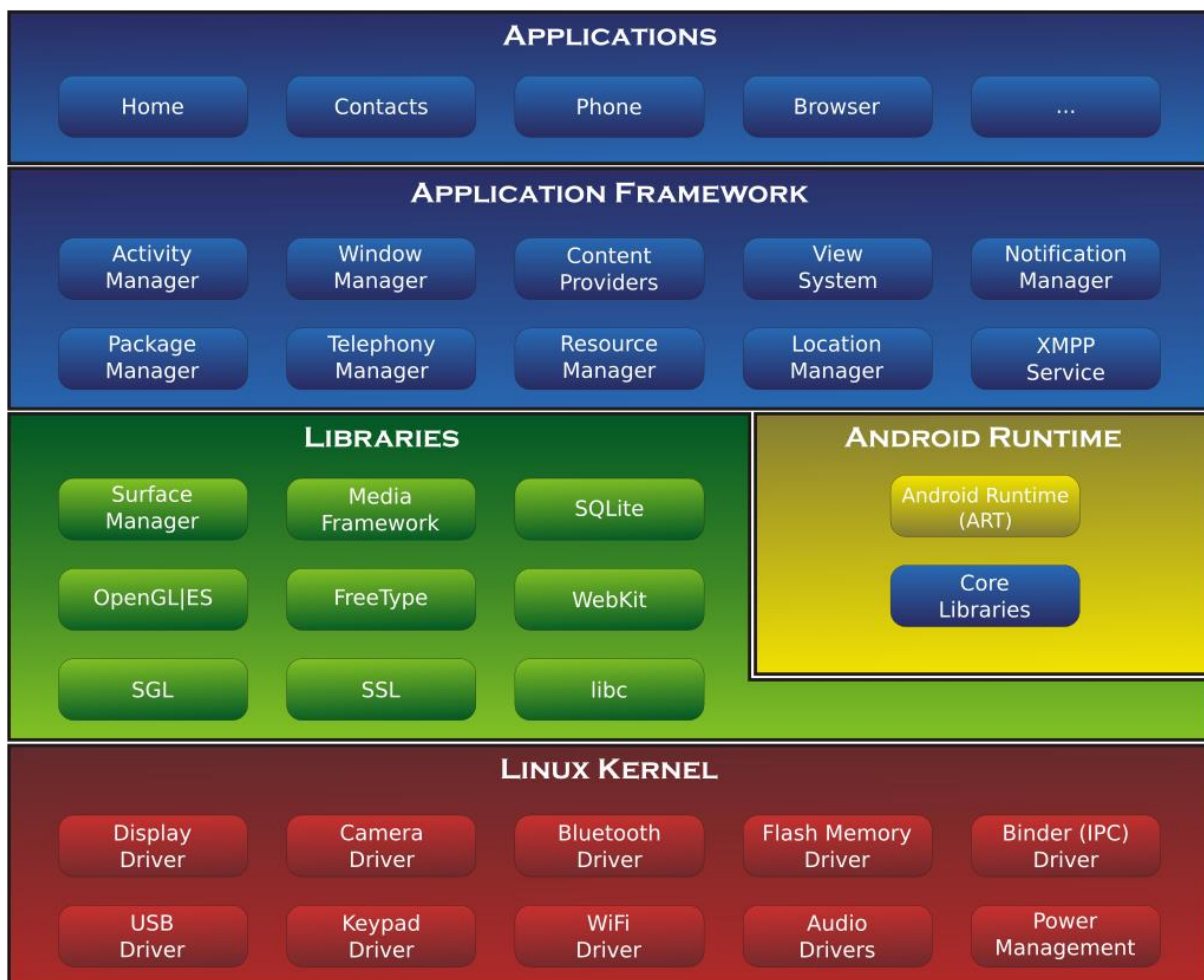 APPLICATIONS
Home
Contacts
Phone
Browser
...
APPLICATION FRAMEWORK
Activity
Manager
Window
Manager
Content
Providers
View
System
Notification
Manager
Package
Manager
Telephony
Manager
Resource
Manager
Location
Manager
XMPP
Service
LIBRARIES
Surface
Manager
Media
Framework
SQLite
OpenGL|ES
FreeType
WebKit
SGL
SSL
libc
ANDROID RUNTIME
Android Runtime
(ART)
Core
Libraries
LINUX KERNEL
Display
Driver
Camera
Driver
Bluetooth
Driver
Flash Memory
Driver
Binder (IPC)
Driver
USB
Driver
Keypad
Driver
WiFi
Driver
Audio
Drivers
Power
Management